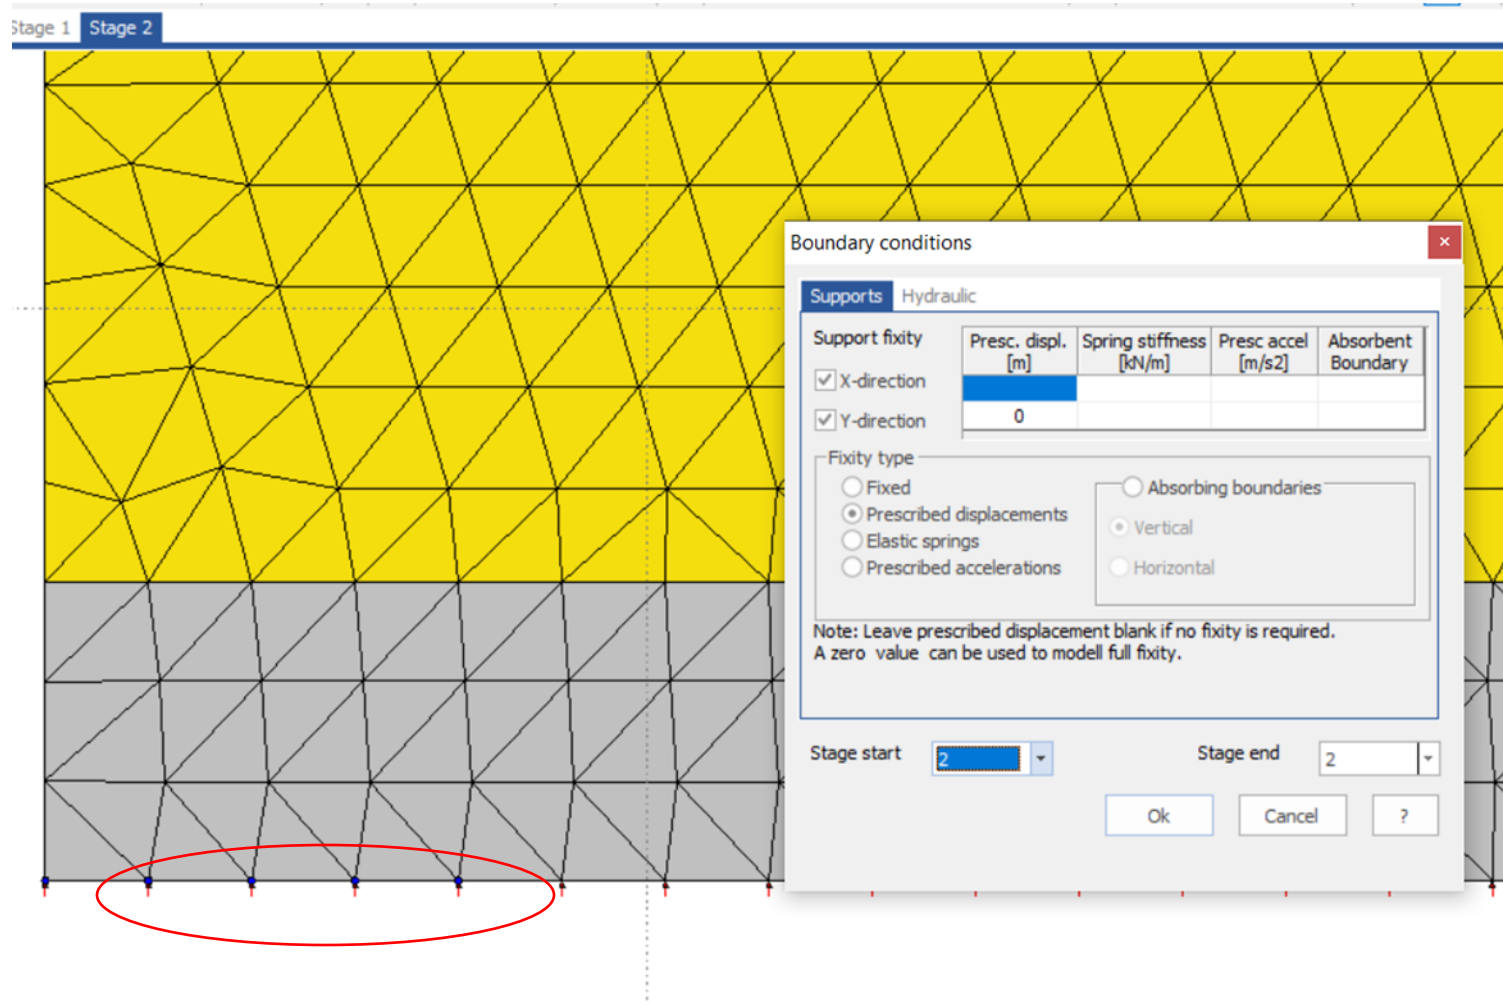 Stage 1 Stage 2
Boundary conditions
×
Supports Hydraulic
Support fixity
Presc. displ. [m] Spring stiffness [kN/m] Presc accel [m/s2] Absorbent Boundary
X-direction
Y-direction 0
Fixity type
Fixed
Prescribed displacements
Elastic springs
Prescribed accelerations
Absorbing boundaries
Vertical
Horizontal
Note: Leave prescribed displacement blank if no fixity is required.
A zero value can be used to modell full fixity.
Stage start 2 Stage end 2
Ok Cancel ?